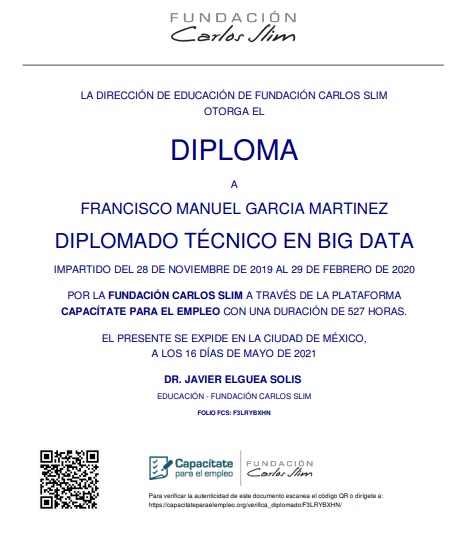 FUNDACIÓN
Carlos Slim
LA DIRECCIÓN DE EDUCACIÓN DE FUNDACIÓN CARLOS SLIM
OTORGA EL
DIPLOMA
A
FRANCISCO MANUEL GARCIA MARTINEZ
DIPLOMADO TÉCNICO EN BIG DATA
IMPARTIDO DEL 28 DE NOVIEMBRE DE 2019 AL 29 DE FEBRERO DE 2020
POR LA FUNDACIÓN CARLOS SLIM A TRAVÉS DE LA PLATAFORMA
CAPACÍTATE PARA EL EMPLEO CON UNA DURACIÓN DE 527 HORAS.
EL PRESENTE SE EXPIDE EN LA CIUDAD DE MÉXICO,
A LOS 16 DÍAS DE MAYO DE 2021
DR. JAVIER ELGUEA SOLIS
EDUCACIÓN - FUNDACIÓN CARLOS SLIM
FOLIO FCS: F3LRYBXHN
Capacítate
para el empleo
FUNDACIÓN
Carlos Slim
Para verificar la autenticidad de este documento escanea el código QR o dirígete a:
https://capacitateparaelempleo.org/verifica_diplomado/F3LRYBXHN/